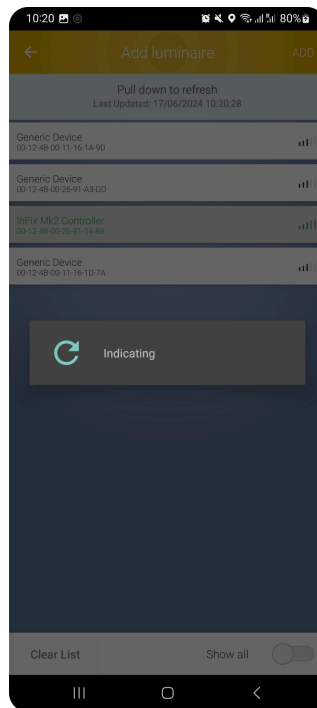 10:20
80%
Add luminaire
ADD
Pull down to refresh
Last Updated: 17/06/2024 10:20:28
Generic Device
00-12-4B-00-11-16-1A-9D
Generic Device
00-12-4B-00-26-91-A3-DD
InFix Mk2 Controller
00-12-4B-00-26-91-14-89
Generic Device
00-12-4B-00-11-16-1D-7A
Indicating
Clear List
Show all